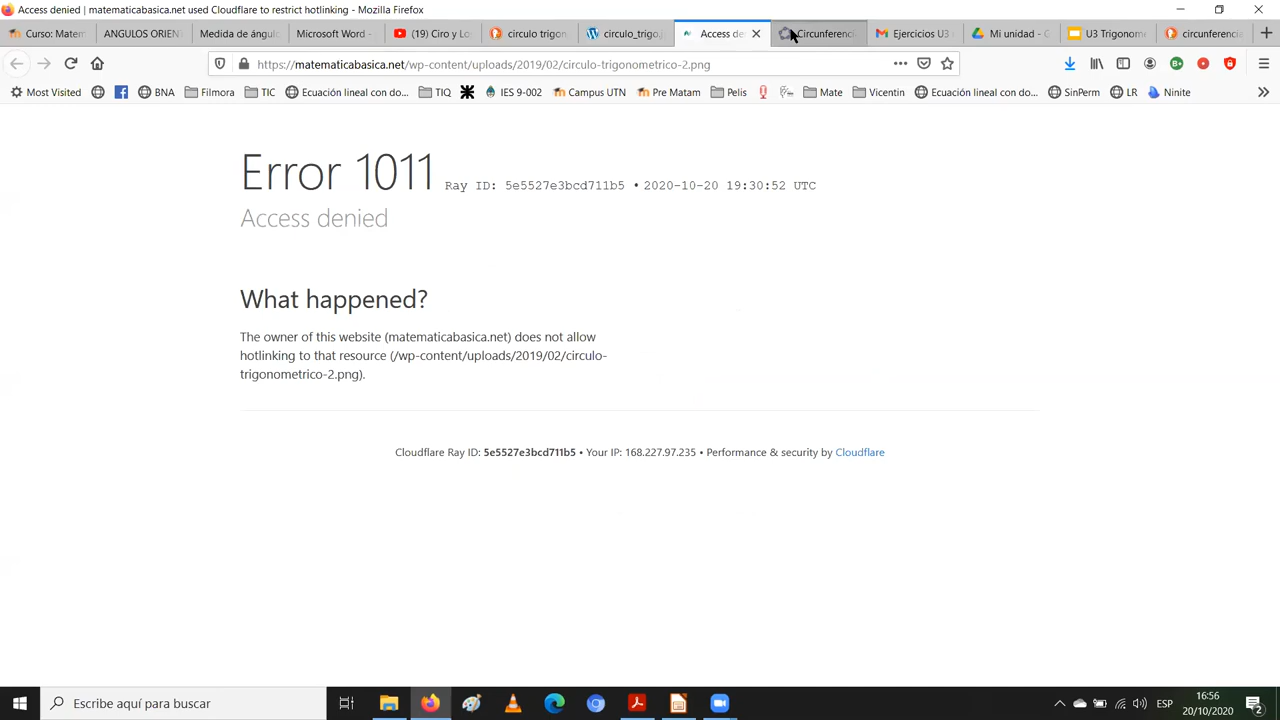 Access denied | matematicabasica.net used Cloudflare to restrict hotlinking - Mozilla Firefox
Curso: Matem
ANGULOS ORIEN
Medida de ángulo
Microsoft Word
(19) Ciro y Lo
circulo trigon
circulo_trigo.j
Access de
Circunferenci
Ejercicios U3
Mi unidad - G
U3 Trigonome
circunferencia
https://matematicabasica.net/wp-content/uploads/2019/02/circulo-trigonometrico-2.png
Most Visited
BNA
Filmora
TIC
Ecuación lineal con do...
TIQ
IES 9-002
Campus UTN
Pre Matam
Pelis
Mate
Vicentin
Ecuación lineal con do...
SinPerm
LR
Ninite
Error 1011 Ray ID: 5e5527e3bcd711b5 • 2020-10-20 19:30:52 UTC
Access denied
What happened?
The owner of this website (matematicabasica.net) does not allow
hotlinking to that resource (/wp-content/uploads/2019/02/circulo-
trigonometrico-2.png).
Cloudflare Ray ID: 5e5527e3bcd711b5 • Your IP: 168.227.97.235 • Performance & security by Cloudflare
Escribe aquí para buscar
ESP
16:56
20/10/2020
2